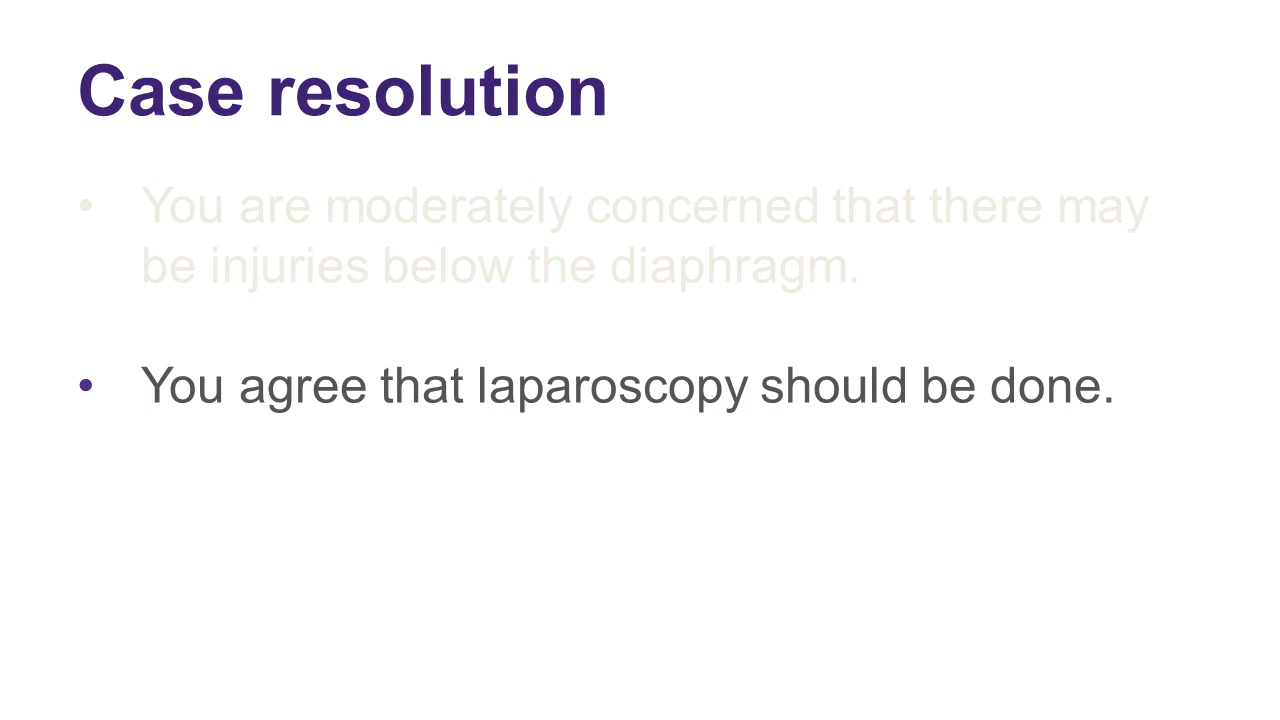 Case resolution
• You are moderately concerned that there may
be injuries below the diaphragm.
• You agree that laparoscopy should be done.